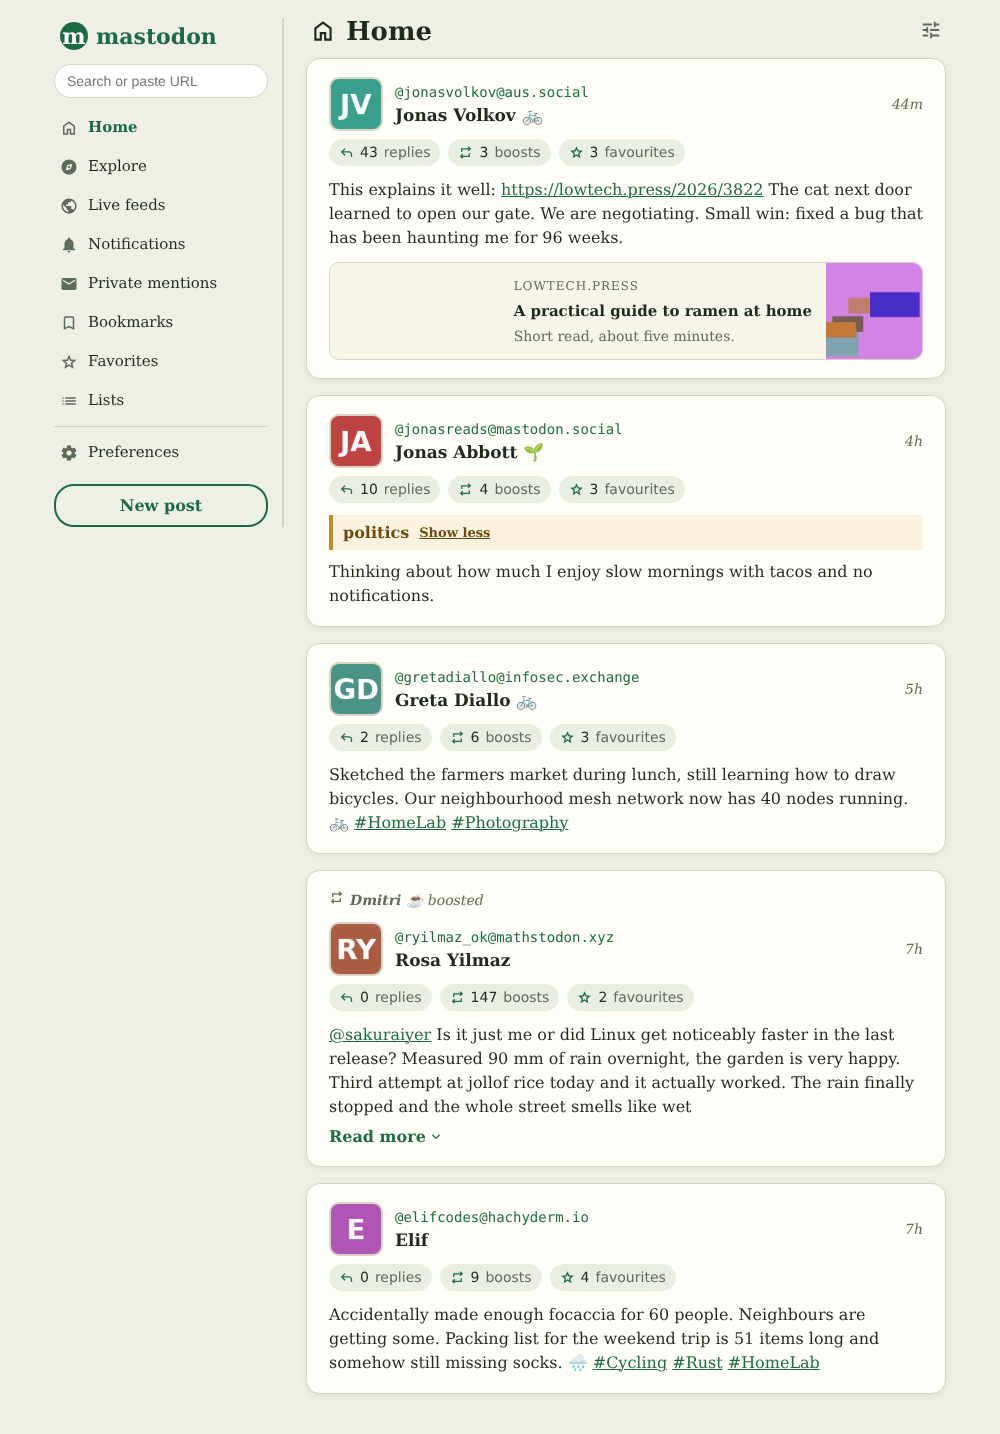 mastodon
Search or paste URL
Home
Explore
Live feeds
Notifications
Private mentions
Bookmarks
Favorites
Lists
Preferences
New post
Home
JV
@jonasvolkov@aus.social
Jonas Volkov 🚲
44m
43 replies
3 boosts
3 favourites
This explains it well: https://lowtech.press/2026/3822 The cat next door
learned to open our gate. We are negotiating. Small win: fixed a bug that
has been haunting me for 96 weeks.
LOWTECH.PRESS
A practical guide to ramen at home
Short read, about five minutes.
JA
@jonasreads@mastodon.social
Jonas Abbott 🌱
4h
10 replies
4 boosts
3 favourites
politics Show less
Thinking about how much I enjoy slow mornings with tacos and no
notifications.
GD
@gretadiallo@infosec.exchange
Greta Diallo 🚲
5h
2 replies
6 boosts
3 favourites
Sketched the farmers market during lunch, still learning how to draw
bicycles. Our neighbourhood mesh network now has 40 nodes running.
🚲 #HomeLab #Photography
Dmitri ☕ boosted
RY
@ryilmaz_ok@mathstodon.xyz
Rosa Yilmaz
7h
0 replies
147 boosts
2 favourites
@sakuraiyer Is it just me or did Linux get noticeably faster in the last
release? Measured 90 mm of rain overnight, the garden is very happy.
Third attempt at jollof rice today and it actually worked. The rain finally
stopped and the whole street smells like wet
Read more
E
@elifcodes@hachyderm.io
Elif
7h
0 replies
9 boosts
4 favourites
Accidentally made enough focaccia for 60 people. Neighbours are
getting some. Packing list for the weekend trip is 51 items long and
somehow still missing socks. 🌧️ #Cycling #Rust #HomeLab